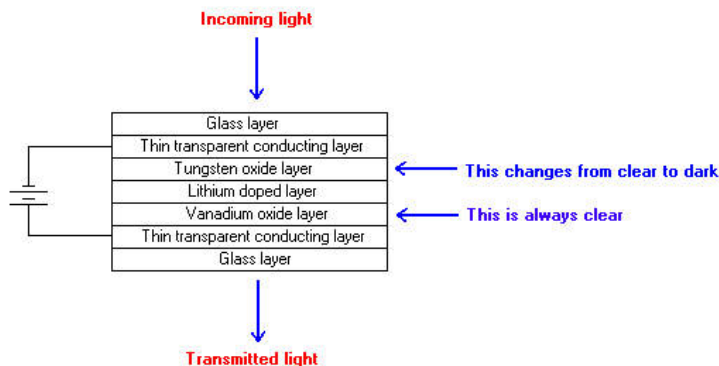 Incoming light
Glass layer
Thin transparent conducting layer
Tungsten oxide layer
This changes from clear to dark
Lithium doped layer
Vanadium oxide layer
This is always clear
Thin transparent conducting layer
Glass layer
Transmitted light